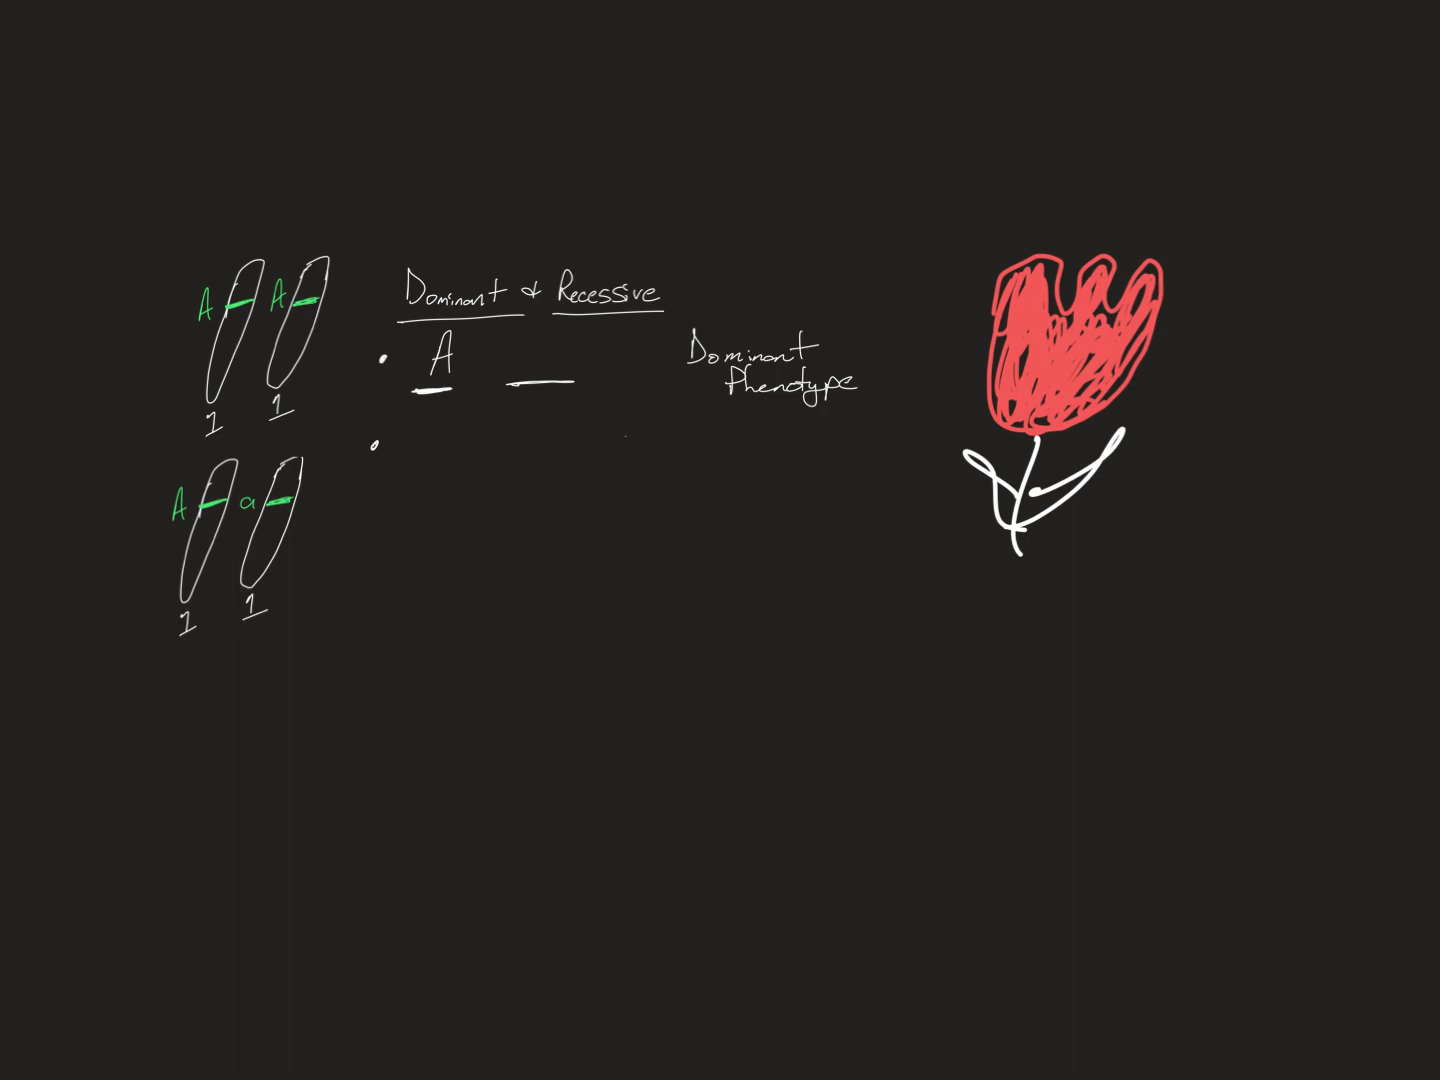 Dominant & Recessive
A A
A
Dominant
Phenotype
1 1
A a
1 1